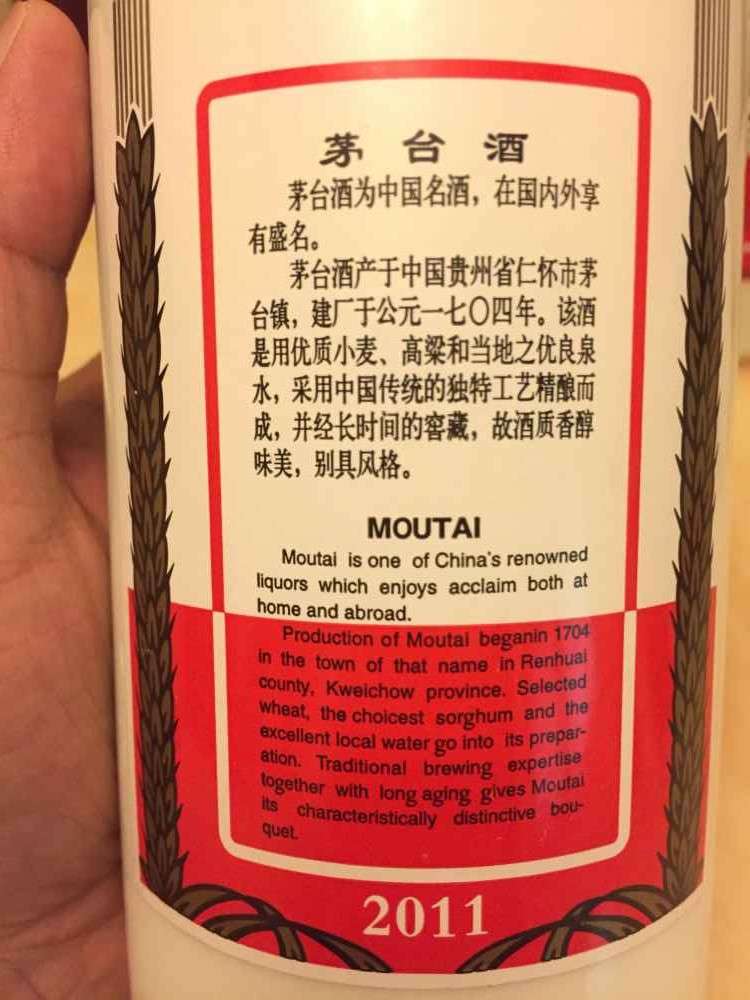 茅台酒
茅台酒为中国名酒，在国内外享
有盛名。
茅台酒产于中国贵州省仁怀市茅
台镇，建厂于公元一七〇四年。该酒
是用优质小麦、高粱和当地之优良泉
水，采用中国传统的独特工艺精酿而
成，并经长时间的窖藏，故酒质香醇
味美，别具风格。
MOUTAI
Moutai is one of China's renowned
liquors which enjoys acclaim both at
home and abroad.
Production of Moutai beganin 1704
in the town of that name in Renhuai
county, Kweichow province. Selected
wheat, the choicest sorghum and the
excellent local water go into its prepar-
ation. Traditional brewing expertise
together with long aging gives Moutai
its characteristically distinctive bou-
quet.
2011